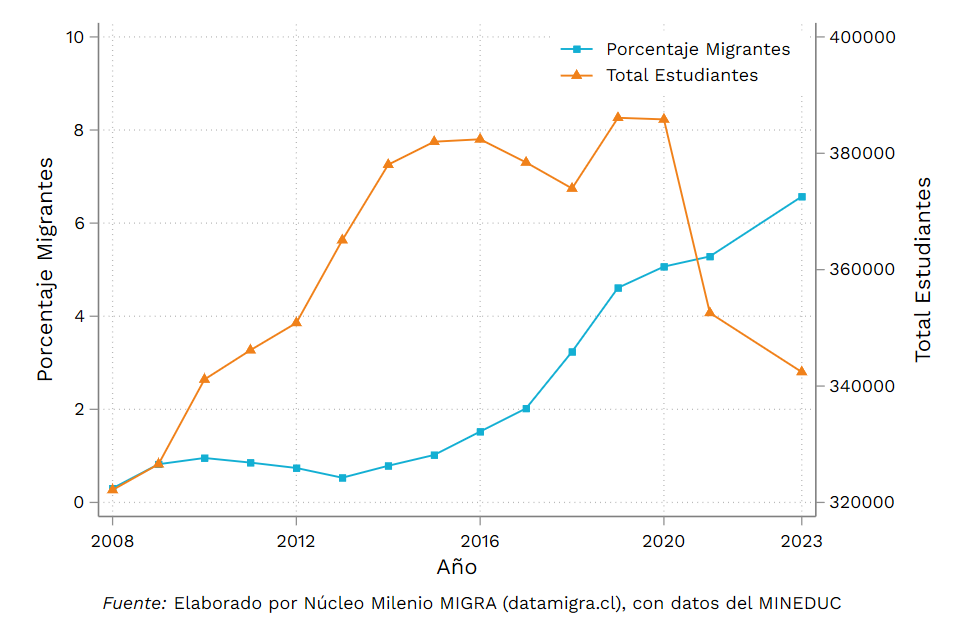 Porcentaje Migrantes
Total Estudiantes
10
8
6
4
2
0
Porcentaje Migrantes
400000
380000
360000
340000
320000
Total Estudiantes
2008 2012 2016 2020 2023
Año
Fuente: Elaborado por Núcleo Milenio MIGRA (datamigra.cl), con datos del MINEDUC